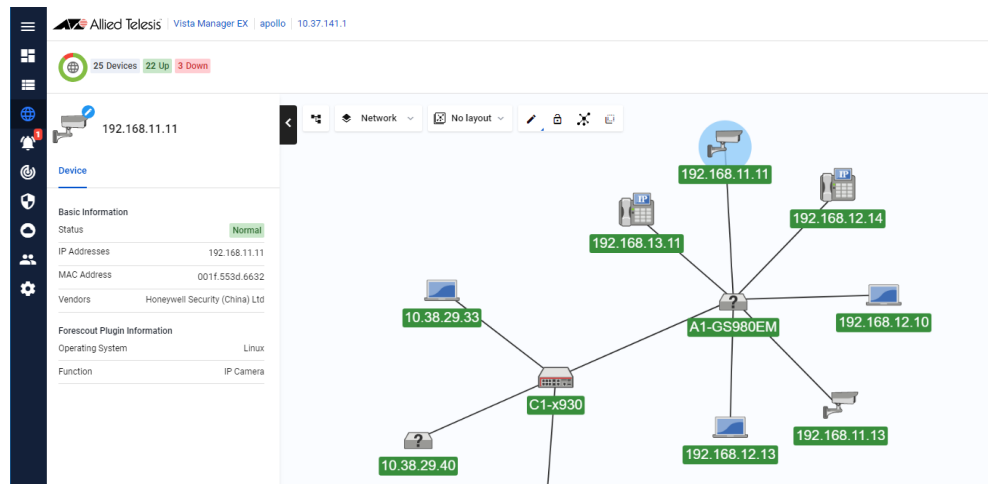 Allied Telesis Vista Manager EX apollo 10.37.141.1
25 Devices 22 Up 3 Down
1
192.168.11.11
Device
Basic Information
Status Normal
IP Addresses 192.168.11.11
MAC Address 001f.553d.6632
Vendors Honeywell Security (China) Ltd
Forescout Plugin Information
Operating System Linux
Function IP Camera
Network No layout
192.168.11.11
IP
192.168.12.14
IP
192.168.13.11
10.38.29.33
?
A1-GS980EM
192.168.12.10
C1-x930
192.168.11.13
192.168.12.13
?
10.38.29.40